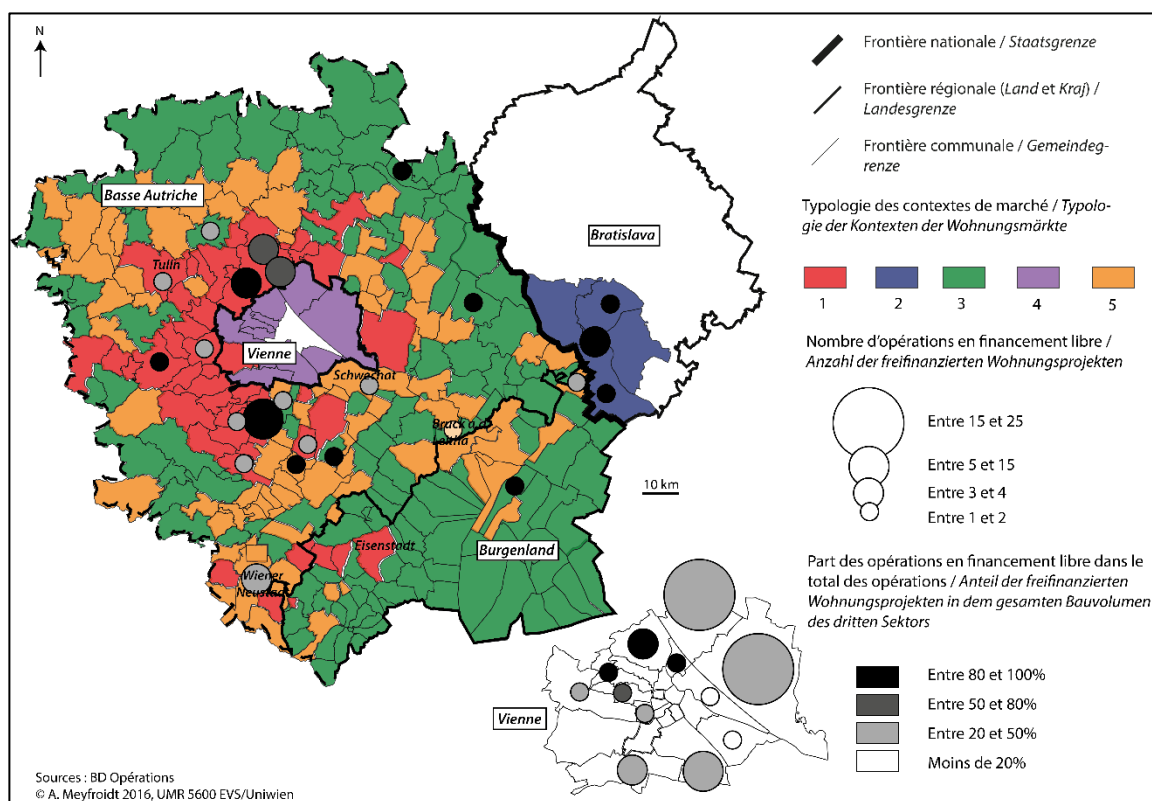 N
Basse Autriche
Tulln
Vienne
Schwechat
Bruck a.d.
Leitha
Eisenstadt
Burgenland
Wiener
Neustadt
Bratislava
10 km
Vienne
Frontière nationale / Staatsgrenze
Frontière régionale (Land et Kraj) /
Landesgrenze
Frontière communale / Gemeindeg-
renze
Typologie des contextes de marché / Typolo-
gie der Kontexten der Wohnungsmärkte
1 2 3 4 5
Nombre d'opérations en financement libre /
Anzahl der freifinanzierten Wohnungsprojekten
Entre 15 et 25
Entre 5 et 15
Entre 3 et 4
Entre 1 et 2
Part des opérations en financement libre dans le
total des opérations / Anteil der freifinanzierten
Wohnungsprojekten in dem gesamten Bauvolumen
des dritten Sektors
Entre 80 et 100%
Entre 50 et 80%
Entre 20 et 50%
Moins de 20%
Sources : BD Opérations
© A. Meyfroidt 2016, UMR 5600 EVS/Uniwien